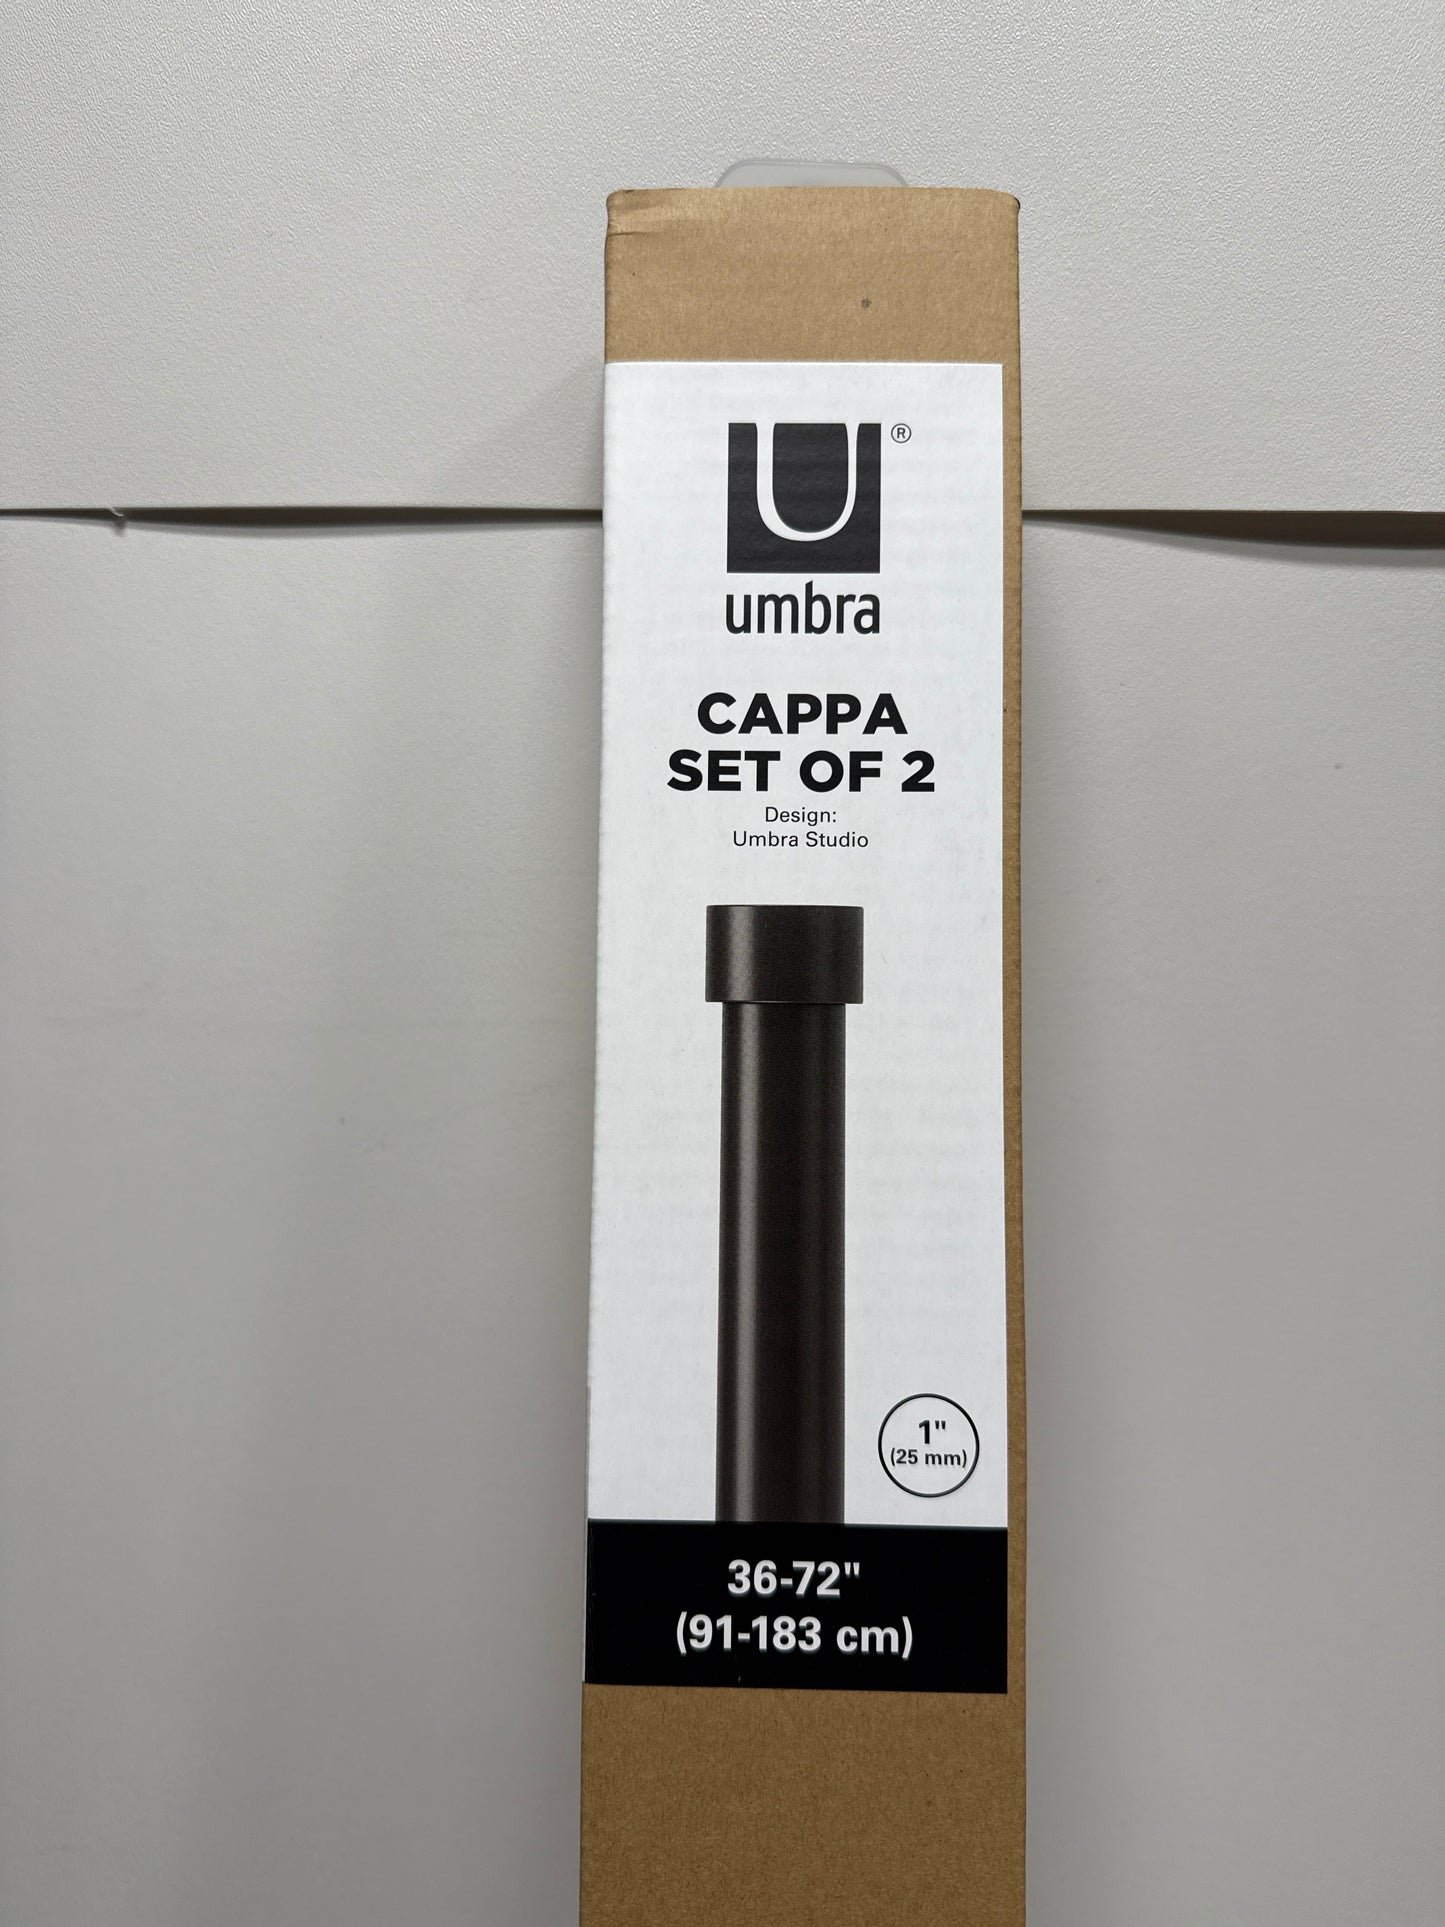 U®
umbra
CAPPA
SET OF 2
Design:
Umbra Studio
1"
(25 mm)
36-72"
(91-183 cm)